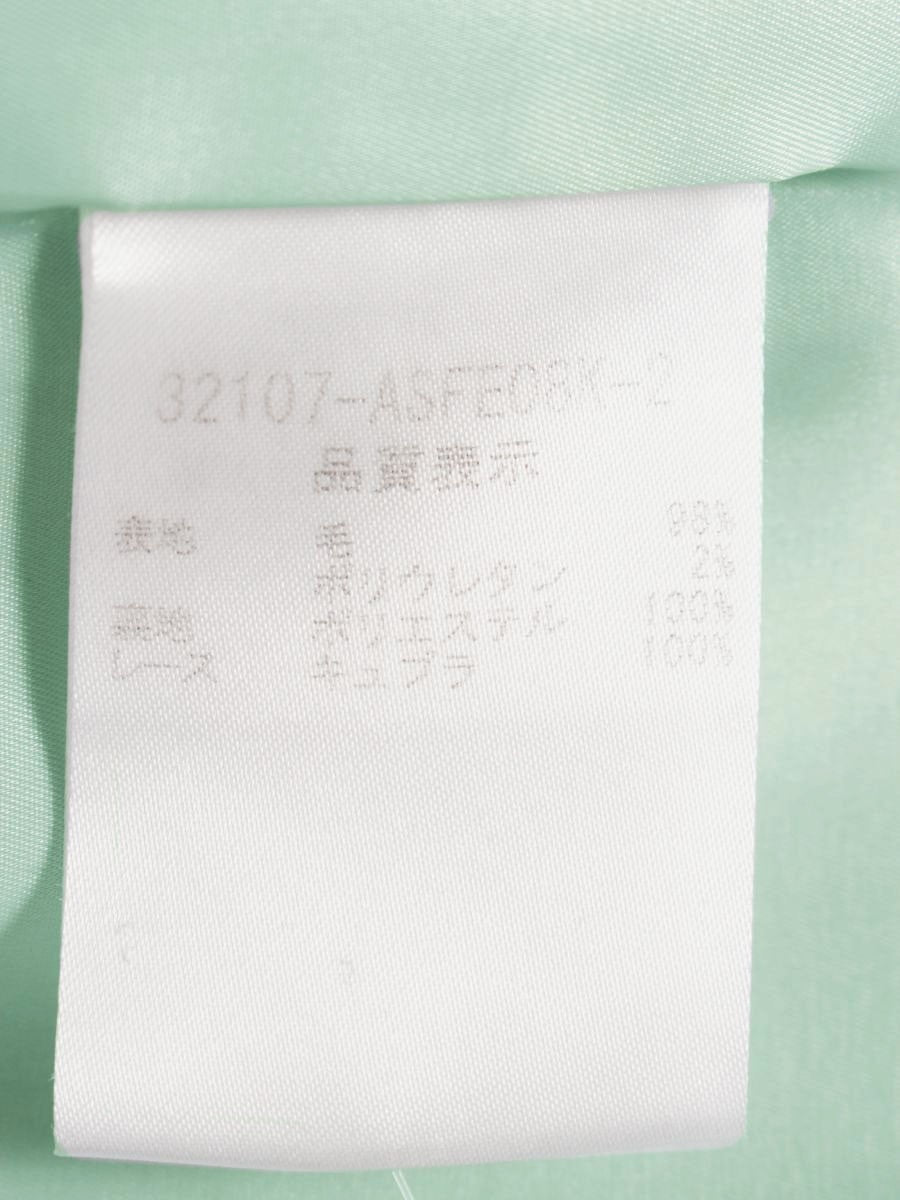 32107-ASFE08K-2
品質表示
表地 毛 98%
ポリウレタン 2%
裏地 ポリエステル 100%
レース キュプラ 100%